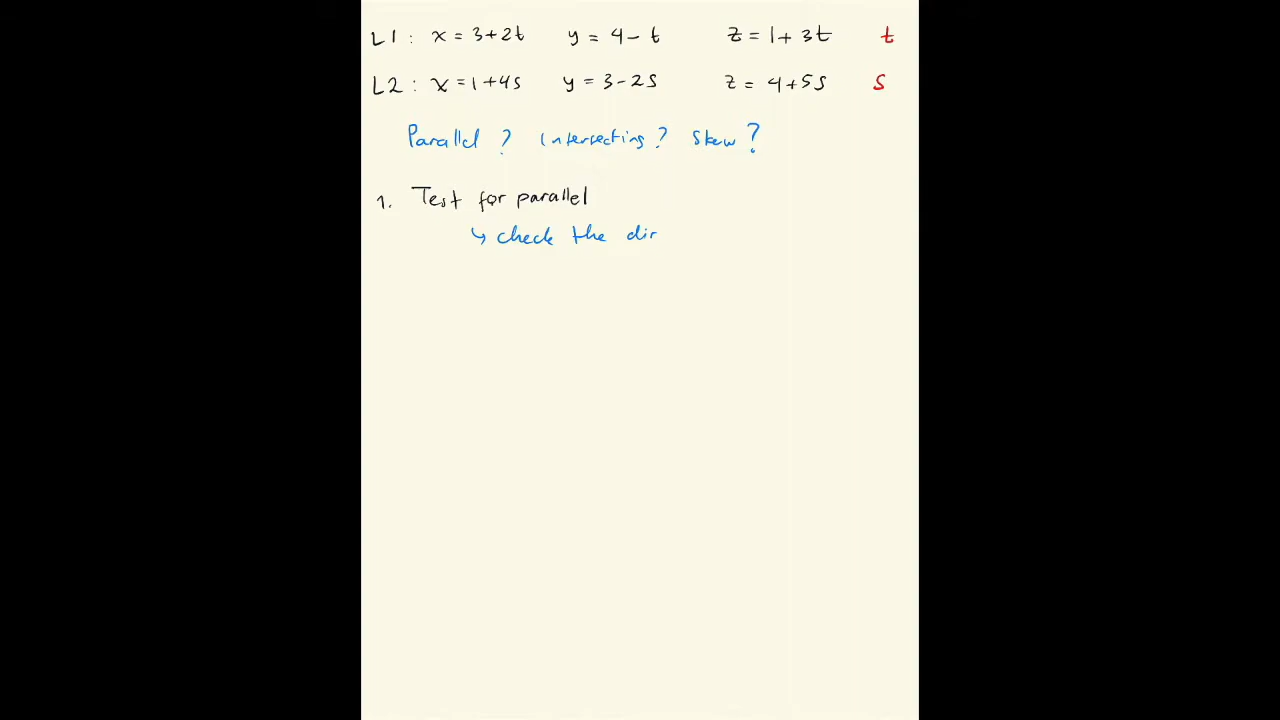 L1 : x = 3+2t y = 4-t z = 1+3t t
L2 : x = 1+4s y = 3-2s z = 4+5s s
Parallel ? Intersecting ? Skew ?
1. Test for parallel
↳ check the dir